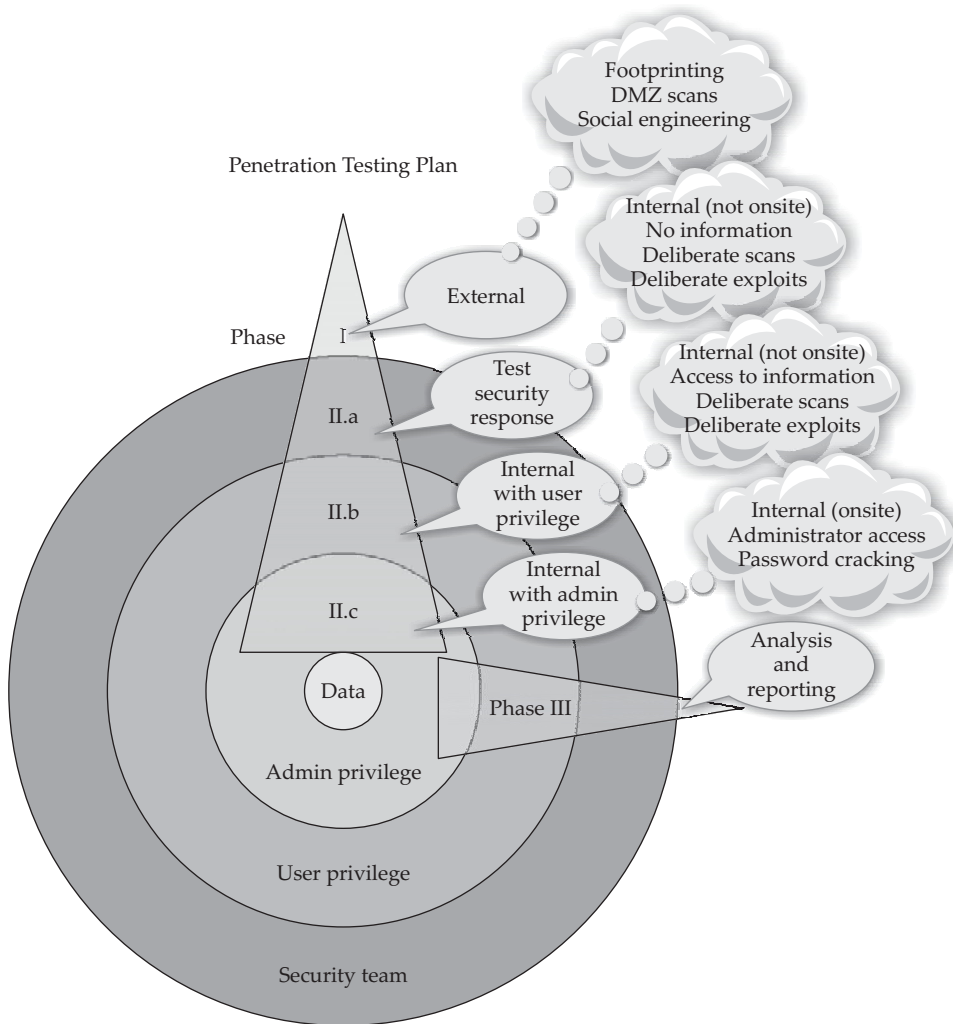 Footprinting
DMZ scans
Social engineering
Penetration Testing Plan
Internal (not onsite)
No information
Deliberate scans
Deliberate exploits
External
Phase
I
Internal (not onsite)
Access to information
Deliberate scans
Deliberate exploits
Test
security
response
II.a
Internal
with user
privilege
II.b
Internal (onsite)
Administrator access
Password cracking
Internal
with admin
privilege
II.c
Analysis
and
reporting
Data
Phase III
Admin privilege
User privilege
Security team